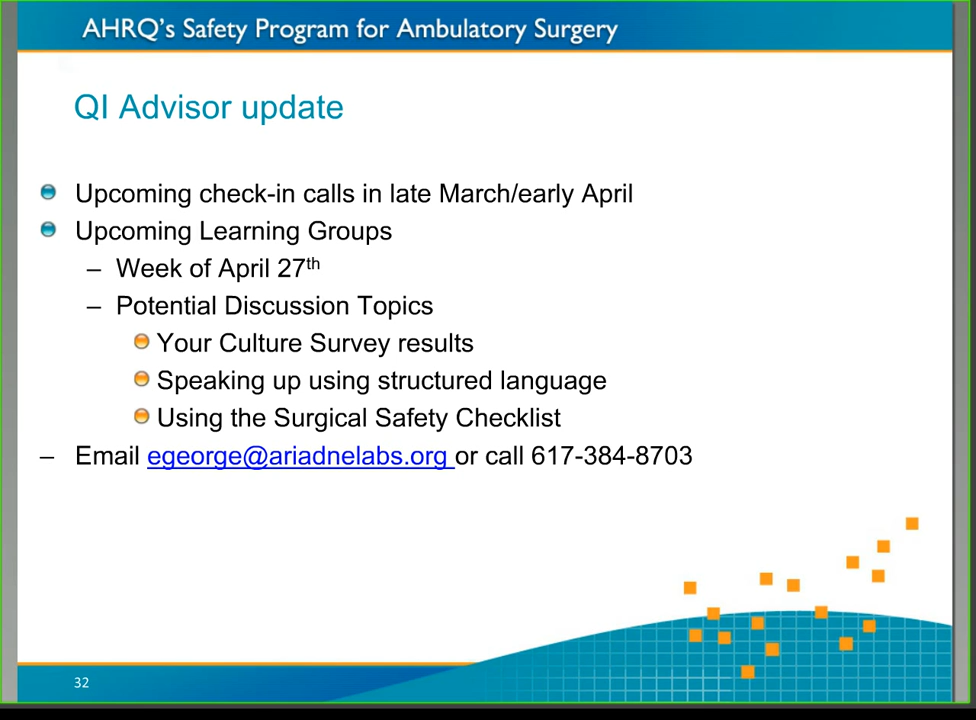 AHRQ's Safety Program for Ambulatory Surgery
QI Advisor update
Upcoming check-in calls in late March/early April
Upcoming Learning Groups
– Week of April 27th
– Potential Discussion Topics
Your Culture Survey results
Speaking up using structured language
Using the Surgical Safety Checklist
– Email egeorge@ariadnelabs.org or call 617-384-8703
32